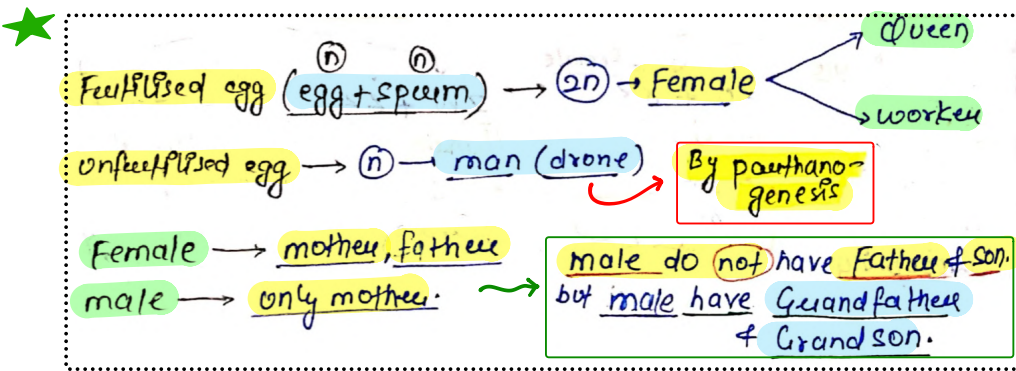 n n
Fertilised egg (egg + sperm) → 2n → Female
Queen
worker
Unfertilised egg → n → man (drone)
By parthano-
genesis
Female → mother, father
male → only mother.
male do not have Father & son.
but male have Grandfather
& Grandson.